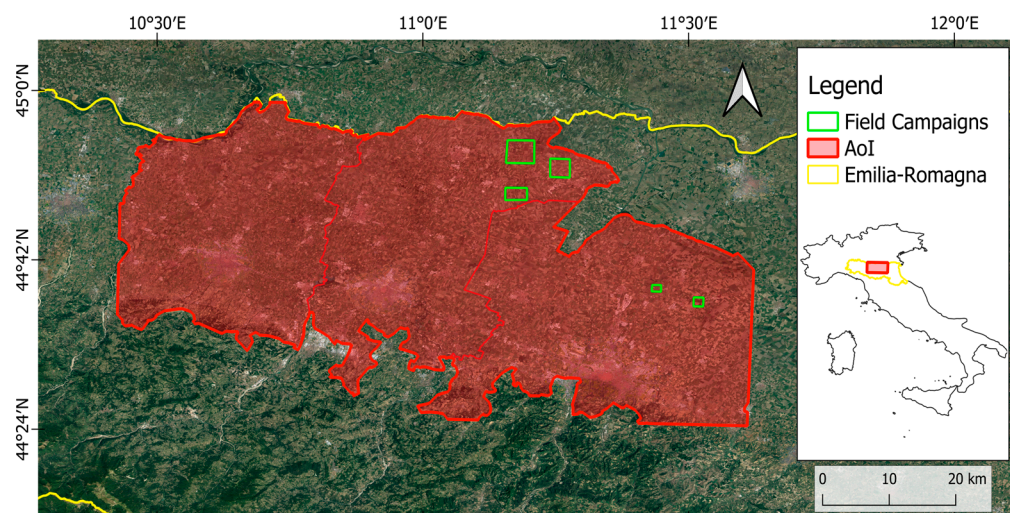 10°30'E 11°0'E 11°30'E 12°0'E
45°0'N
44°42'N
44°24'N
Legend
Field Campaigns
AoI
Emilia-Romagna
0 10 20 km